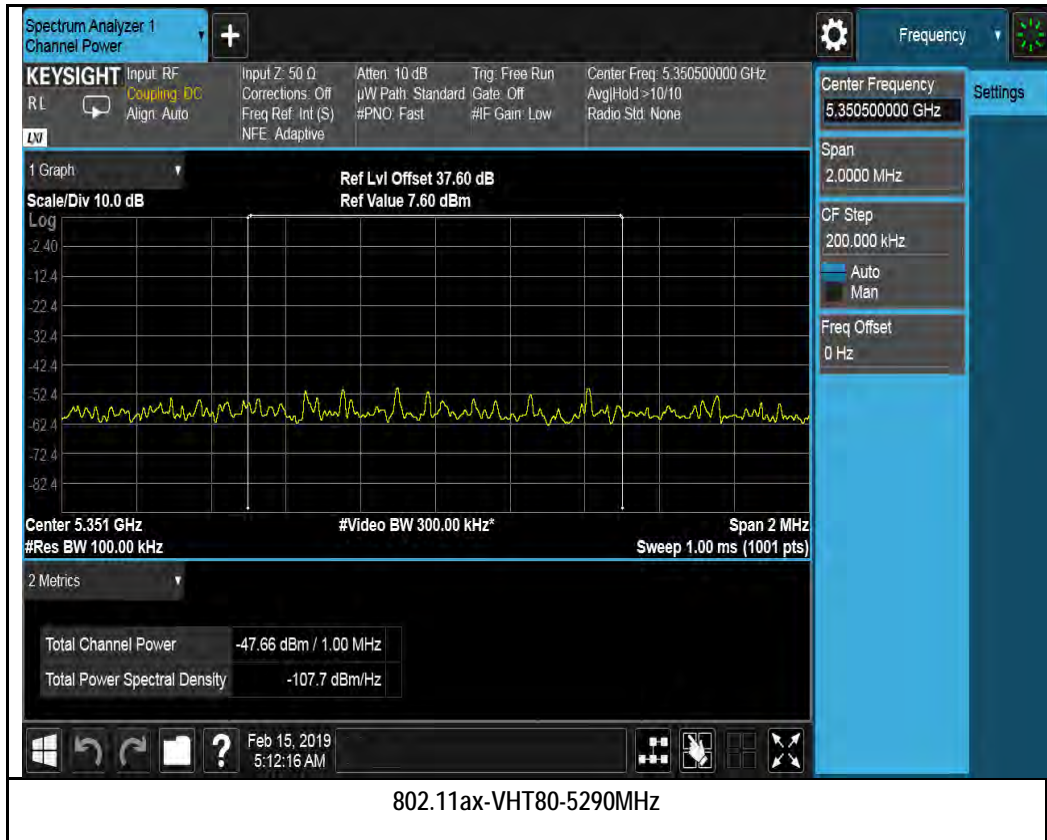 Spectrum Analyzer 1
Channel Power
+
Frequency
KEYSIGHT
RL
LXI
Input: RF
Coupling: DC
Align: Auto
Input Z: 50 Ω
Corrections: Off
Freq Ref: Int (S)
NFE: Adaptive
Atten: 10 dB
µW Path: Standard
#PNO: Fast
Trig: Free Run
Gate: Off
#IF Gain: Low
Center Freq: 5.350500000 GHz
Avg|Hold >10/10
Radio Std: None
Center Frequency
5.350500000 GHz
Settings
Span
2.0000 MHz
CF Step
200.000 kHz
Auto
Man
Freq Offset
0 Hz
1 Graph
Scale/Div 10.0 dB
Ref Lvl Offset 37.60 dB
Ref Value 7.60 dBm
Log
-2.40
-12.4
-22.4
-32.4
-42.4
-52.4
-62.4
-72.4
-82.4
Center 5.351 GHz
#Video BW 300.00 kHz*
Span 2 MHz
#Res BW 100.00 kHz
Sweep 1.00 ms (1001 pts)
2 Metrics
Total Channel Power -47.66 dBm / 1.00 MHz
Total Power Spectral Density -107.7 dBm/Hz
?
Feb 15, 2019
5:12:16 AM
802.11ax-VHT80-5290MHz